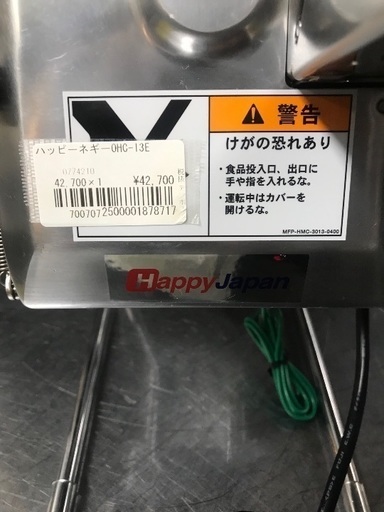 警告
けがの恐れあり
・食品投入口、出口に
手や指を入れるな。
・運転中はカバーを
開けるな。
MFP-HMC-3013-0400
ハッピーネギーOHC-13E
0774210
42,700×1 ¥42,700
7007072500001878717
HappyJapan